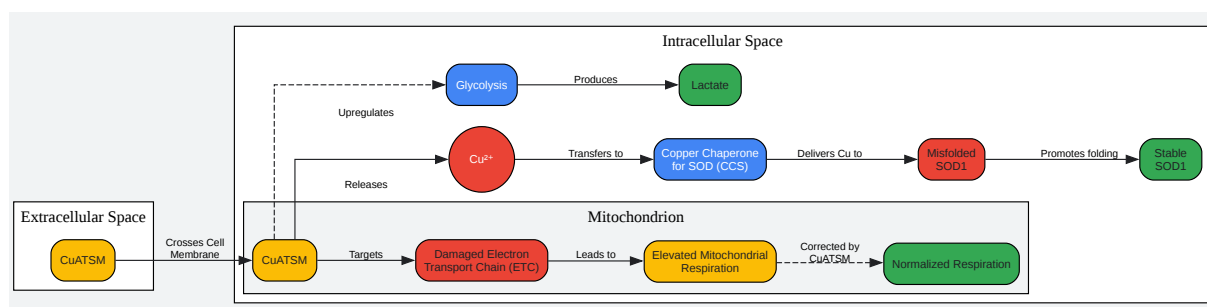 Intracellular Space
Glycolysis
Produces
Lactate
Upregulates
Cu²⁺
Transfers to
Copper Chaperone
for SOD (CCS)
Delivers Cu to
Misfolded
SOD1
Promotes folding
Stable
SOD1
Releases
Extracellular Space
CuATSM
Crosses Cell
Membrane
Mitochondrion
CuATSM
Targets
Damaged Electron
Transport Chain (ETC)
Leads to
Elevated Mitochondrial
Respiration
Corrected by
CuATSM
Normalized Respiration